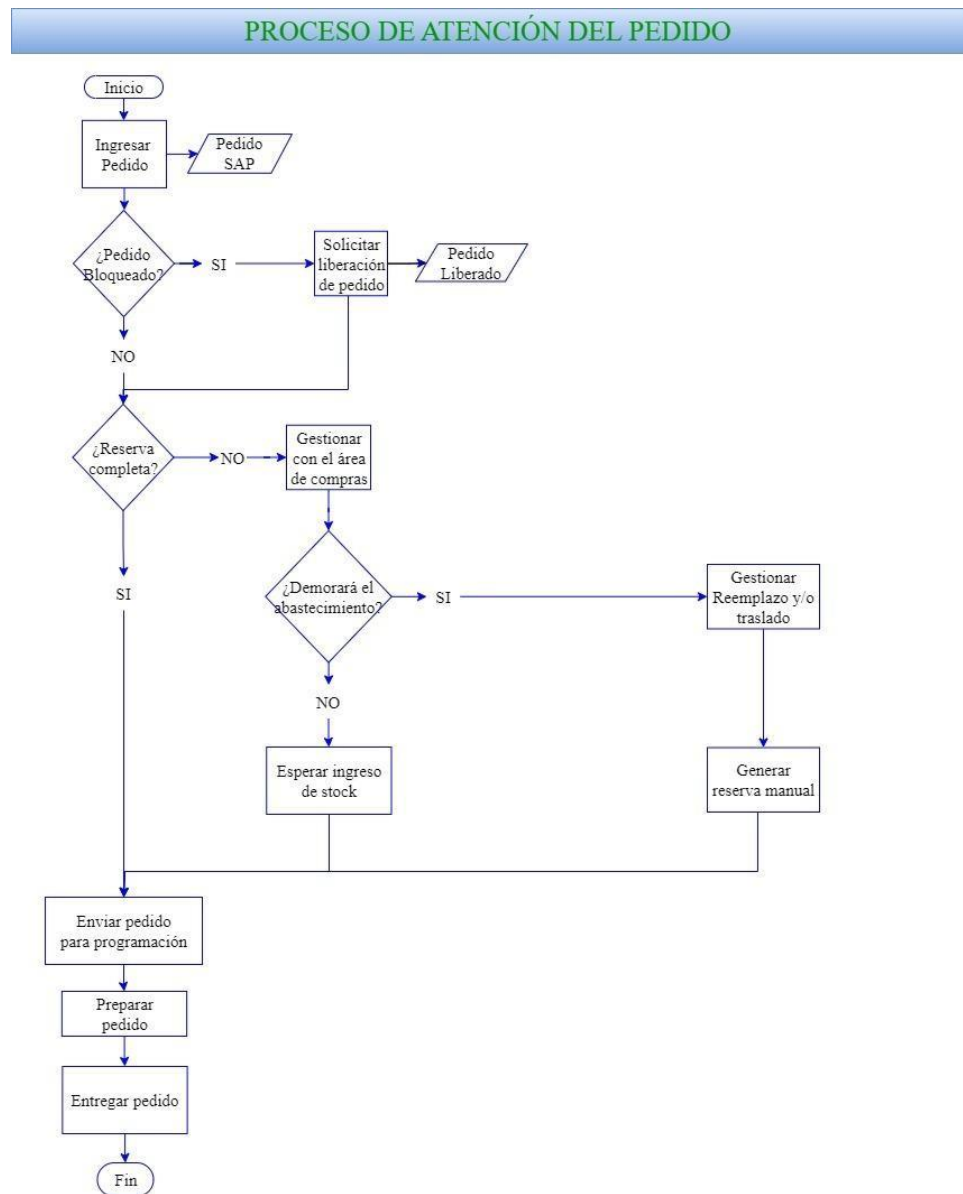 PROCESO DE ATENCIÓN DEL PEDIDO
Inicio
Ingresar
Pedido
Pedido
SAP
¿Pedido
Bloqueado?
SI
Solicitar
liberación
de pedido
Pedido
Liberado
NO
¿Reserva
completa?
NO
Gestionar
con el área
de compras
SI
¿Demorará el
abastecimiento?
SI
Gestionar
Reemplazo y/o
traslado
NO
Esperar ingreso
de stock
Generar
reserva manual
Enviar pedido
para programación
Preparar
pedido
Entregar pedido
Fin